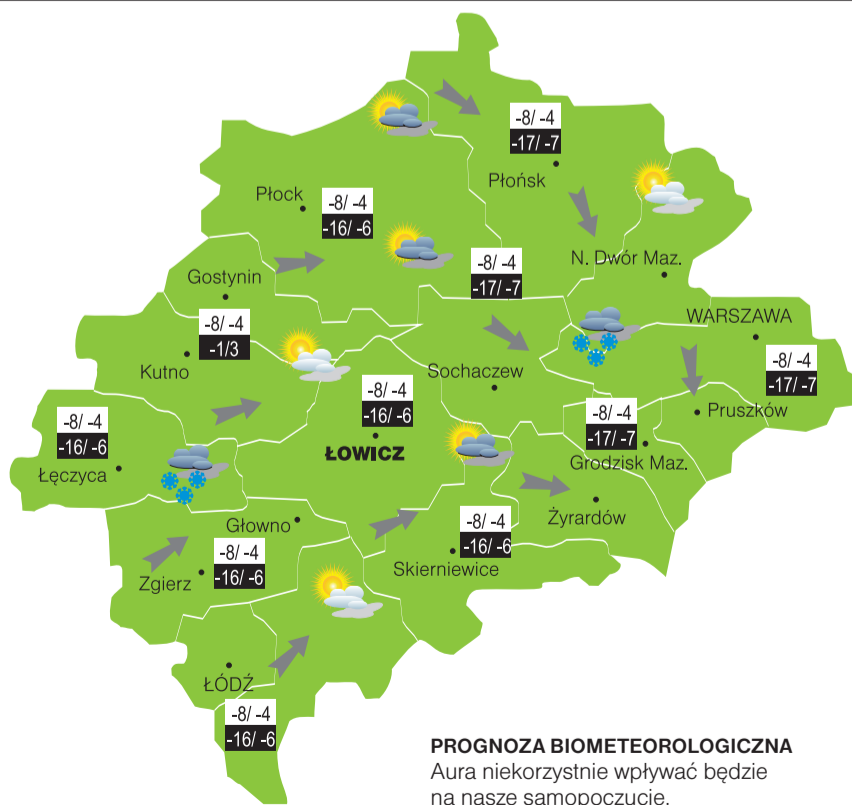 -8/ -4
-17/ -7
Płońsk
Płock
-8/ -4
-16/ -6
N. Dwór Maz.
-8/ -4
-17/ -7
Gostynin
-8/ -4
-1/3
Kutno
WARSZAWA
-8/ -4
-17/ -7
Sochaczew
-8/ -4
-16/ -6
ŁOWICZ
Pruszków
-8/ -4
-17/ -7
Grodzisk Maz.
-8/ -4
-16/ -6
Łęczyca
Żyrardów
Głowno
-8/ -4
-16/ -6
Skierniewice
-8/ -4
-16/ -6
Zgierz
ŁÓDŹ
-8/ -4
-16/ -6
PROGNOZA BIOMETEOROLOGICZNA
Aura niekorzystnie wpływać będzie
na nasze samopoczucie.